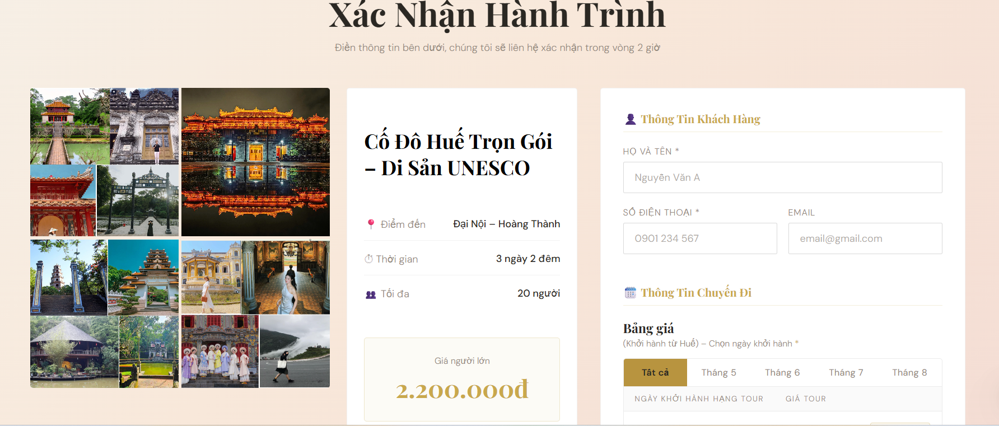 Xác Nhận Hành Trình
Điền thông tin bên dưới, chúng tôi sẽ liên hệ xác nhận trong vòng 2 giờ
Cố Đô Huế Trọn Gói
– Di Sản UNESCO
Điểm đến Đại Nội – Hoàng Thành
Thời gian 3 ngày 2 đêm
Tối đa 20 người
Giá người lớn
2.200.000đ
Thông Tin Khách Hàng
HỌ VÀ TÊN *
Nguyễn Văn A
SỐ ĐIỆN THOẠI * EMAIL
0901 234 567 email@gmail.com
Thông Tin Chuyến Đi
Bảng giá
(Khởi hành từ Huế) – Chọn ngày khởi hành *
Tất cả Tháng 5 Tháng 6 Tháng 7 Tháng 8
NGÀY KHỞI HÀNH HẠNG TOUR GIÁ TOUR